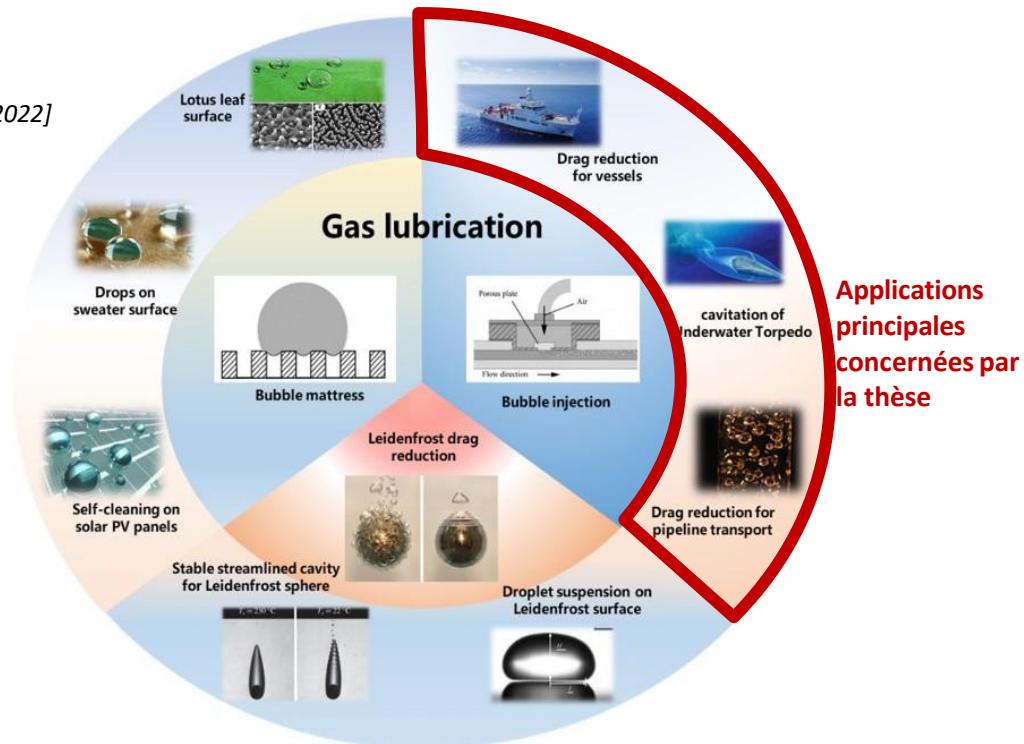 2022]
Lotus leaf
surface
Drag reduction
for vessels
Gas lubrication
Drops on
sweater surface
Porous plate
Air
Flow direction
cavitation of
Underwater Torpedo
Applications
principales
concernées par
la thèse
Bubble mattress
Bubble injection
Leidenfrost drag
reduction
Self-cleaning on
solar PV panels
Drag reduction for
pipeline transport
Stable streamlined cavity
for Leidenfrost sphere
Droplet suspension on
Leidenfrost surface
= 22 °C